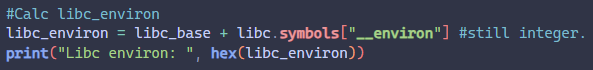 #Calc libc_environ
libc_environ = libc_base + libc.symbols["__environ"] #still integer.
print("Libc environ: ", hex(libc_environ))